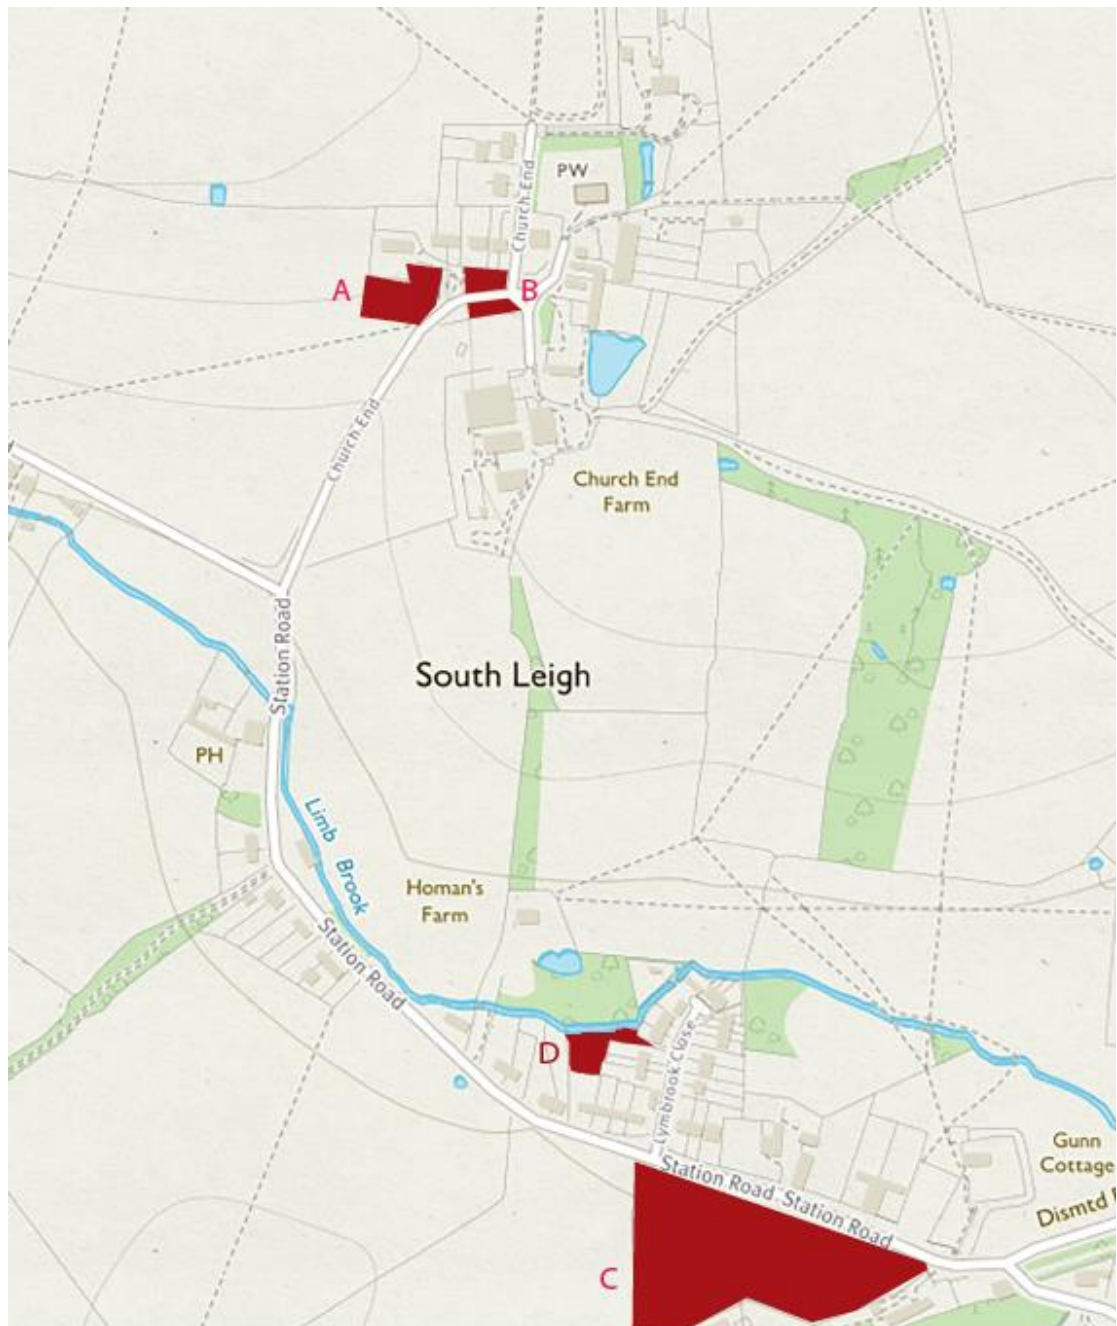 PW
Church End
A
B
Church End
Church End
Farm
Station Road
South Leigh
PH
Limb Brook
Homan's
Farm
Station Road
D
Lymbrook Close
Gunn
Cottage
Station Road
Station Road
Dismtd
C